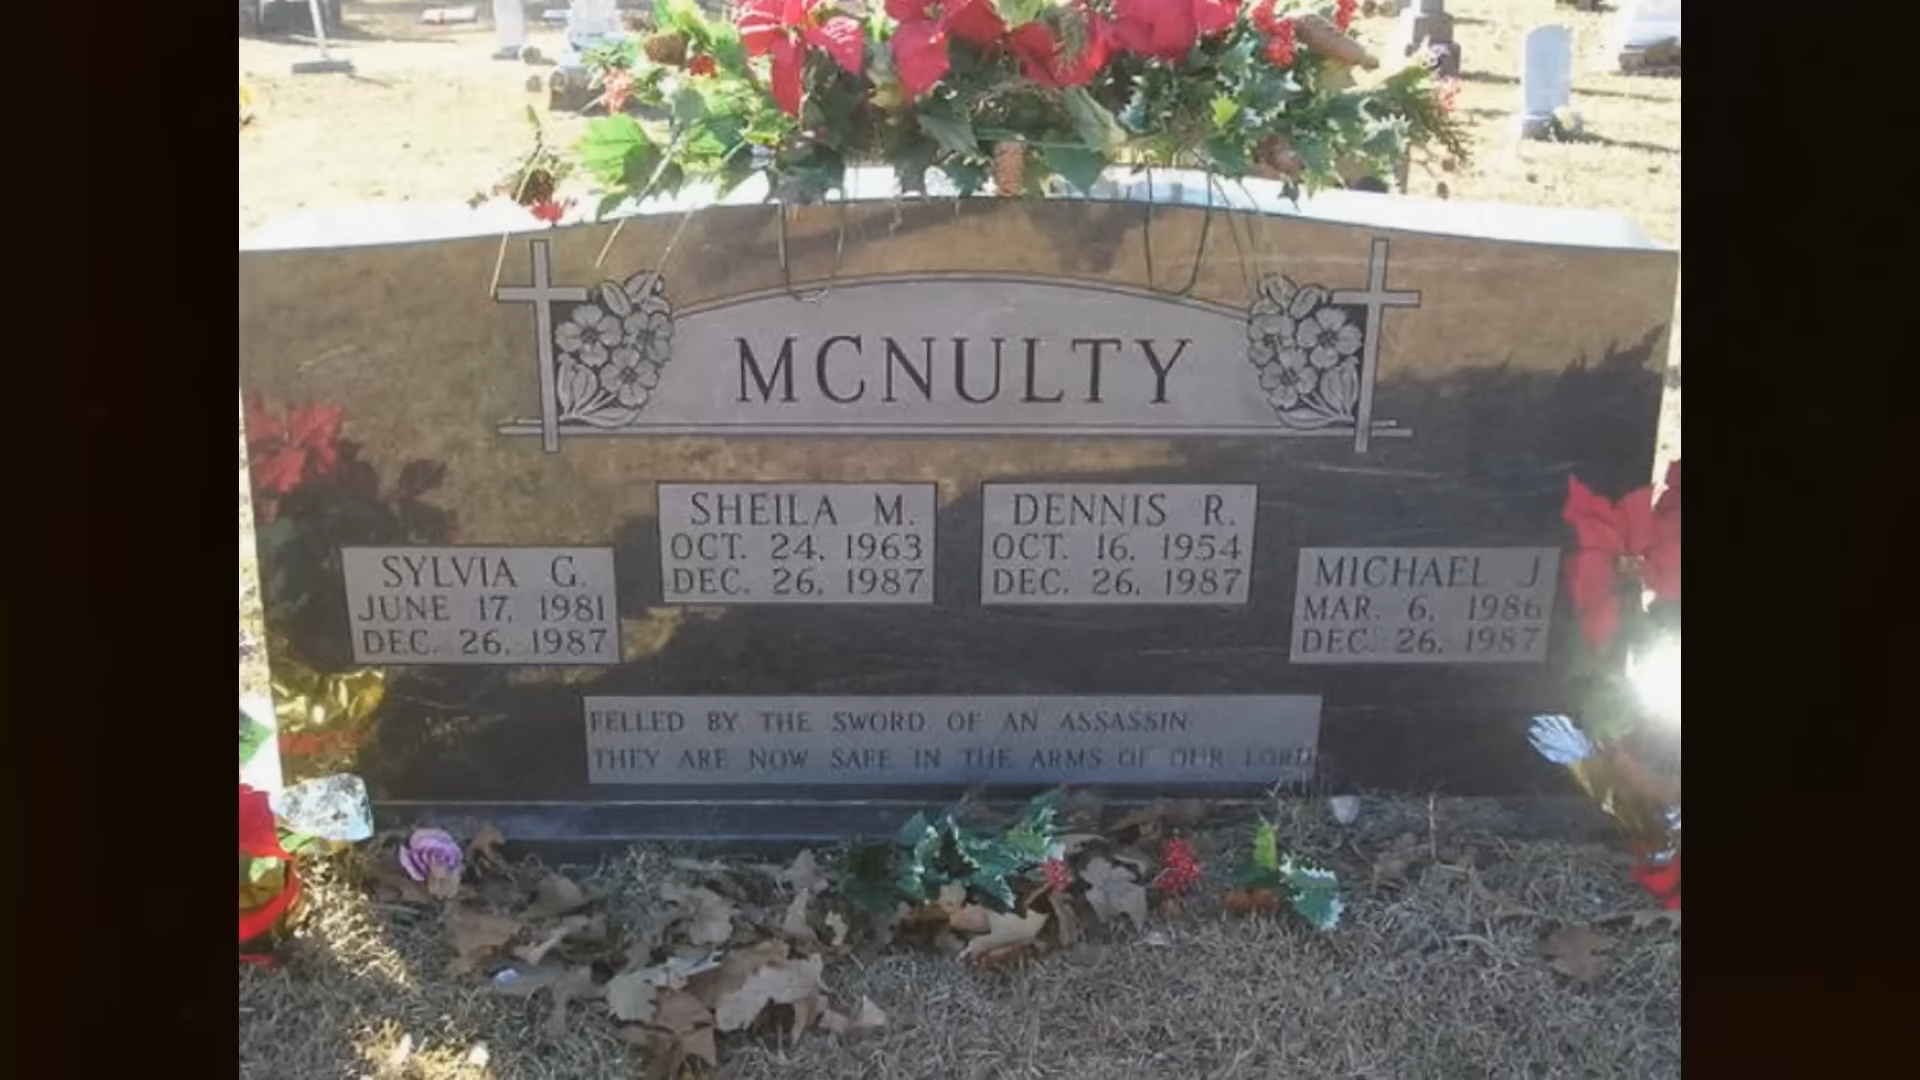 MCNULTY
SYLVIA G.
JUNE 17, 1981
DEC. 26, 1987
SHEILA M.
OCT. 24, 1963
DEC. 26, 1987
DENNIS R.
OCT. 16, 1954
DEC. 26, 1987
MICHAEL J.
MAR. 6, 1986
DEC. 26, 1987
FELLED BY THE SWORD OF AN ASSASSIN
THEY ARE NOW SAFE IN THE ARMS OF OUR LORD